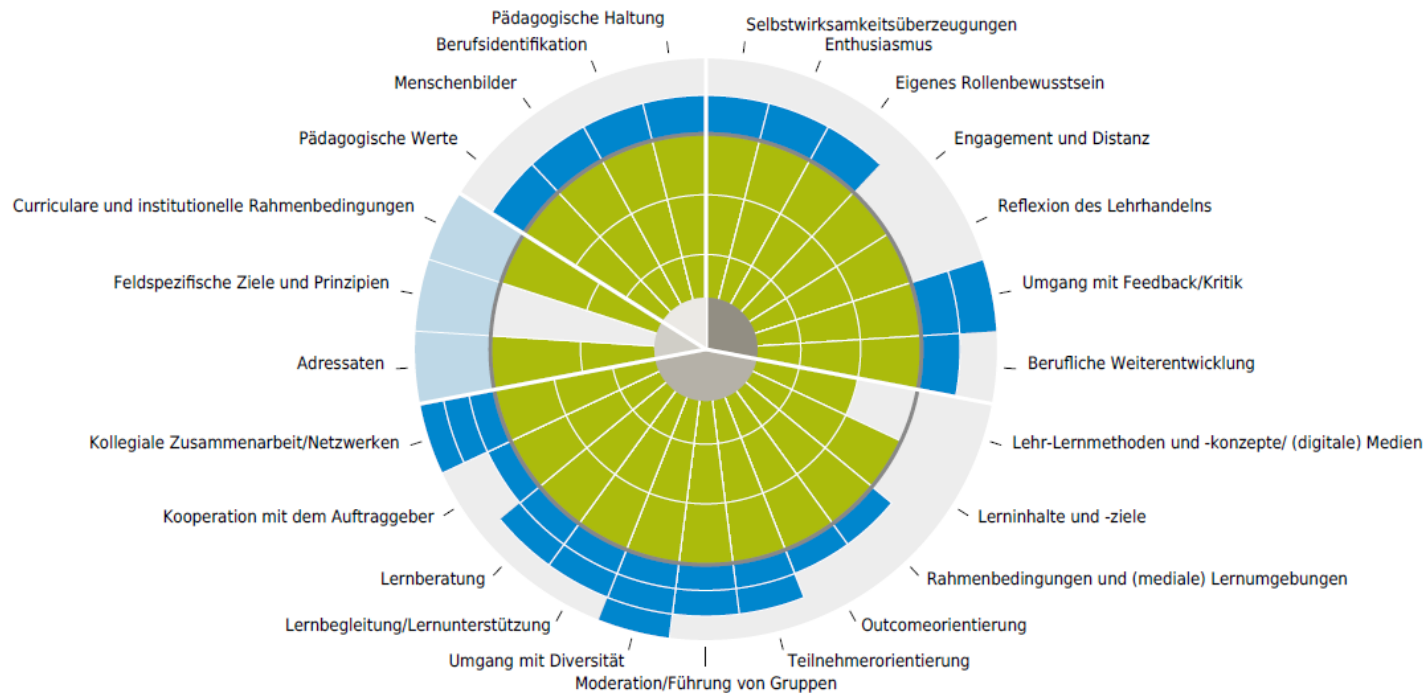 Pädagogische Haltung
Selbstwirksamkeitsüberzeugungen
Berufsidentifikation
Enthusiasmus
Menschenbilder
Eigenes Rollenbewusstsein
Pädagogische Werte
Engagement und Distanz
Curriculare und institutionelle Rahmenbedingungen
Reflexion des Lehrhandelns
Feldspezifische Ziele und Prinzipien
Umgang mit Feedback/Kritik
Adressaten
Berufliche Weiterentwicklung
Kollegiale Zusammenarbeit/Netzwerken
Lehr-Lernmethoden und -konzepte/ (digitale) Medien
Kooperation mit dem Auftraggeber
Lerninhalte und -ziele
Lernberatung
Rahmenbedingungen und (mediale) Lernumgebungen
Lernbegleitung/Lernunterstützung
Outcomeorientierung
Umgang mit Diversität
Teilnehmerorientierung
Moderation/Führung von Gruppen